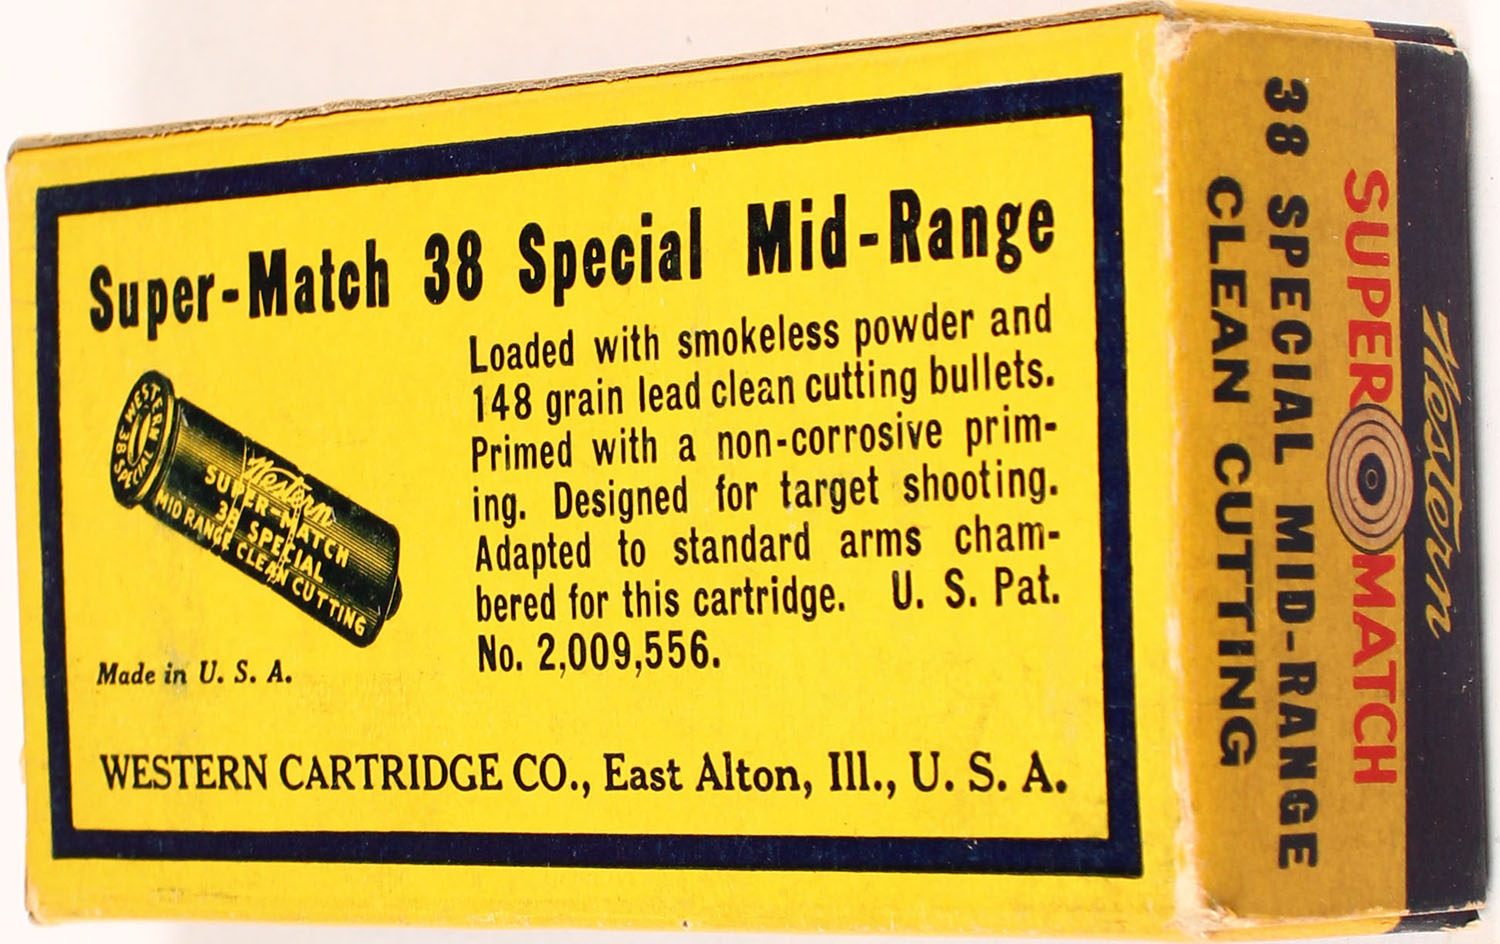 Super-Match 38 Special Mid-Range
Loaded with smokeless powder and
148 grain lead clean cutting bullets.
Primed with a non-corrosive prim-
ing. Designed for target shooting.
Adapted to standard arms cham-
bered for this cartridge. U. S. Pat.
No. 2,009,556.
WESTERN
38 SPECIAL
Western
SUPER-MATCH
38 SPECIAL
MID RANGE CLEAN CUTTING
Made in U. S. A.
WESTERN CARTRIDGE CO., East Alton, Ill., U. S. A.
Western
SUPER MATCH
38 SPECIAL MID-RANGE
CLEAN CUTTING